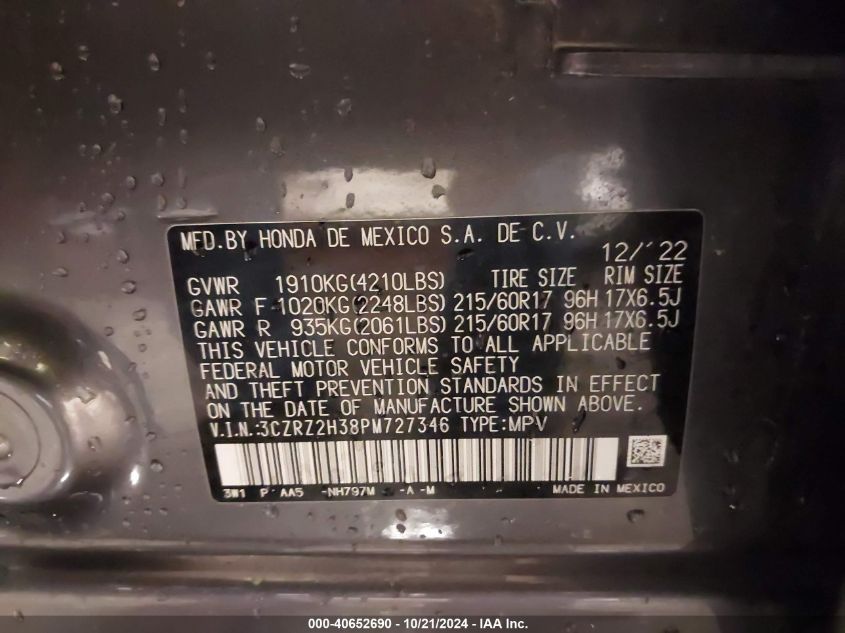 MFD.BY HONDA DE MEXICO S.A. DE C.V.
12/'22
GVWR 1910KG(4210LBS) TIRE SIZE RIM SIZE
GAWR F 1020KG(2248LBS) 215/60R17 96H 17X6.5J
GAWR R 935KG(2061LBS) 215/60R17 96H 17X6.5J
THIS VEHICLE CONFORMS TO ALL APPLICABLE
FEDERAL MOTOR VEHICLE SAFETY
AND THEFT PREVENTION STANDARDS IN EFFECT
ON THE DATE OF MANUFACTURE SHOWN ABOVE.
V.I.N.:3CZRZ2H38PM727346 TYPE:MPV
3W1 P AA5 -NH797M -A -M MADE IN MEXICO
000-40652690 - 10/21/2024 - IAA Inc.